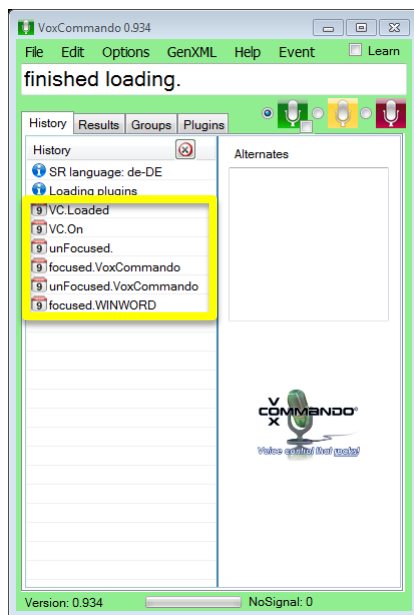 VoxCommando 0.934
File Edit Options GenXML Help Event Learn
finished loading.
History Results Groups Plugins
History
Alternates
SR language: de-DE
Loading plugins
VC.Loaded
VC.On
unFocused.
focused.VoxCommando
unFocused.VoxCommando
focused.WINWORD
VOX
COMMANDO
Voice control that rocks!
Version: 0.934
NoSignal: 0